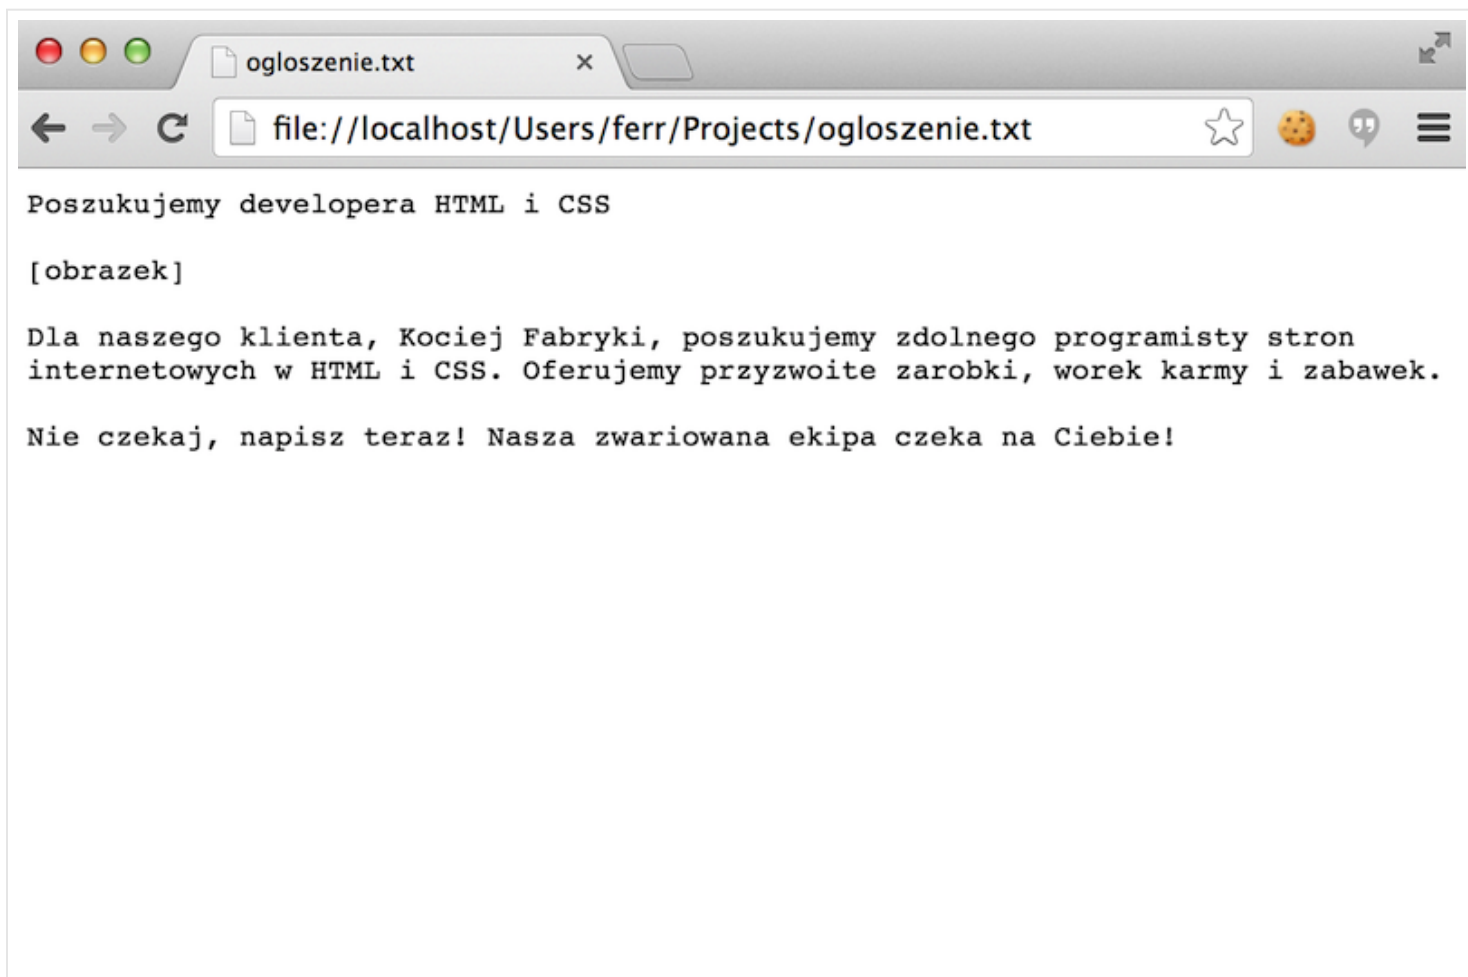 ogloszenie.txt
file://localhost/Users/ferr/Projects/ogloszenie.txt
Poszukujemy developera HTML i CSS
[obrazek]
Dla naszego klienta, Kociej Fabryki, poszukujemy zdolnego programisty stron
internetowych w HTML i CSS. Oferujemy przyzwoite zarobki, worek karmy i zabawek.
Nie czekaj, napisz teraz! Nasza zwariowana ekipa czeka na Ciebie!